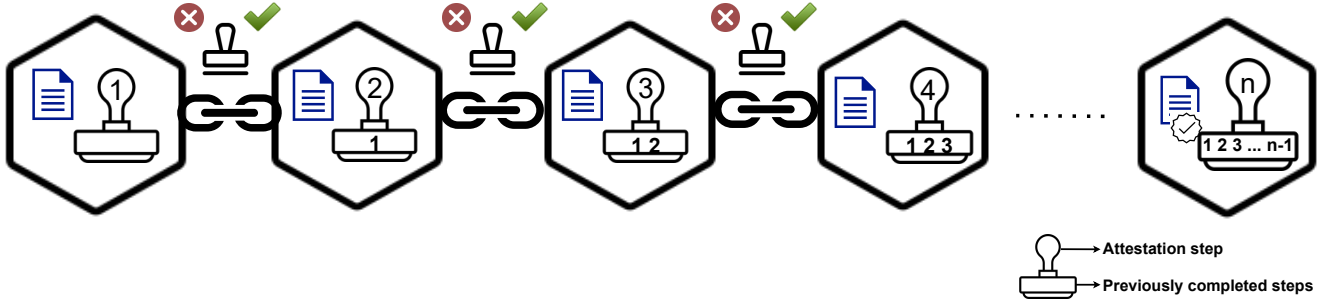 1
2
1
3
1 2
4
1 2 3
.......
n
1 2 3 ... n-1
Attestation step
Previously completed steps